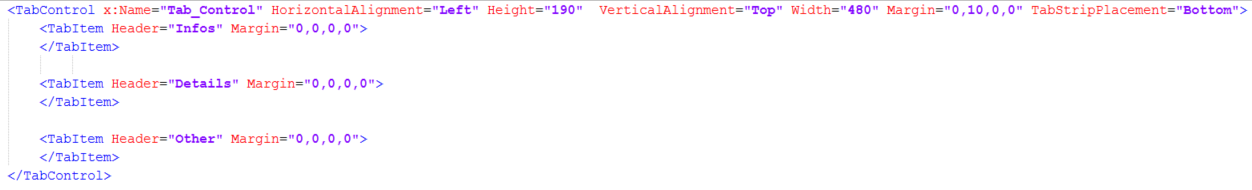 <TabControl x:Name="Tab_Control" HorizontalAlignment="Left" Height="190"  VerticalAlignment="Top" Width="480" Margin="0,10,0,0" TabStripPlacement="Bottom">
    <TabItem Header="Infos" Margin="0,0,0,0">
    </TabItem>

    <TabItem Header="Details" Margin="0,0,0,0">
    </TabItem>

    <TabItem Header="Other" Margin="0,0,0,0">
    </TabItem>
</TabControl>